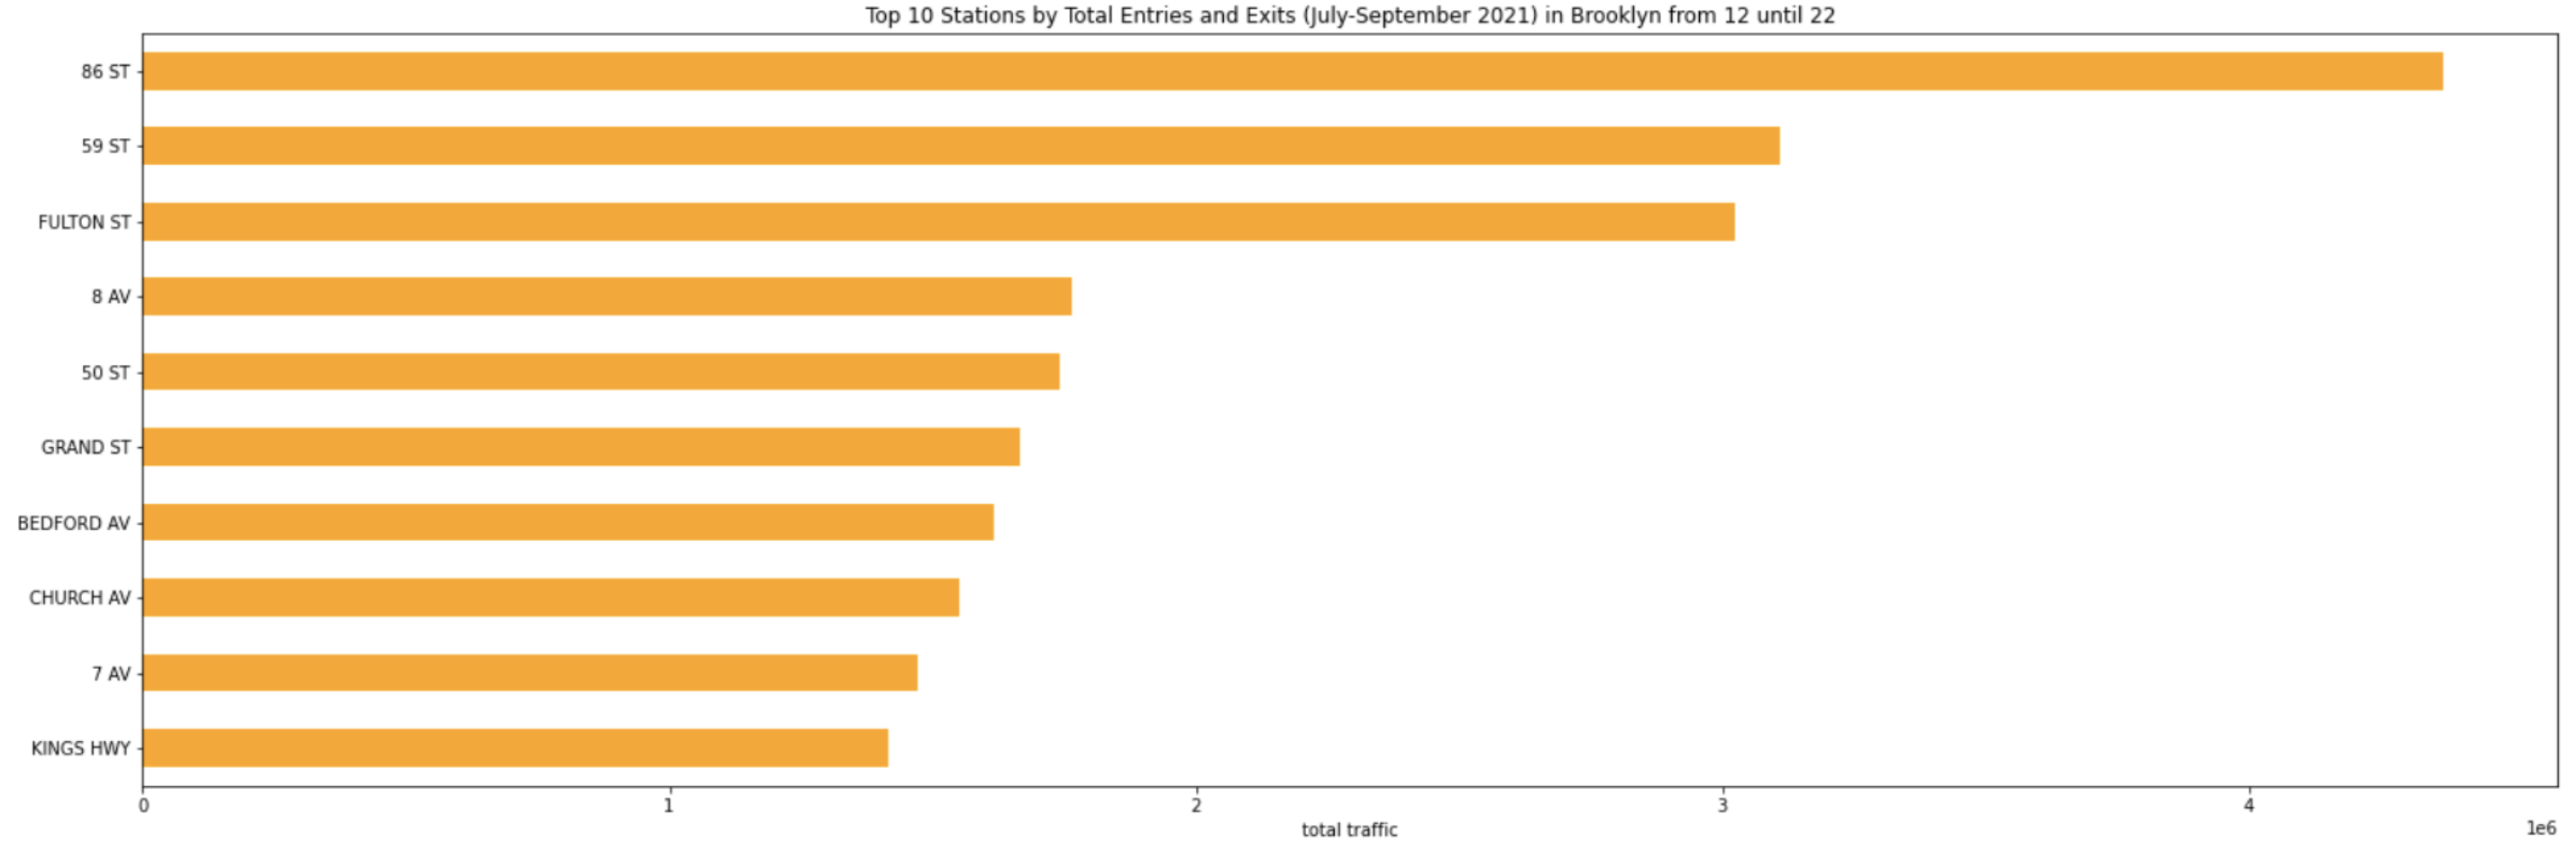 Top 10 Stations by Total Entries and Exits (July-September 2021) in Brooklyn from 12 until 22
86 ST
59 ST
FULTON ST
8 AV
50 ST
GRAND ST
BEDFORD AV
CHURCH AV
7 AV
KINGS HWY
0 1 2 3 4
total traffic
1e6